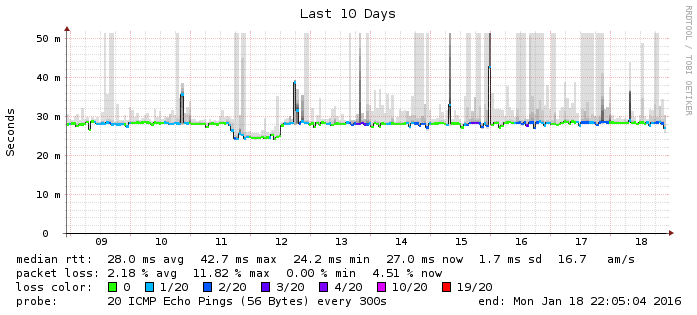 Last 10 Days
RRDTOOL / TOBI OETIKER
Seconds
50 m
40 m
30 m
20 m
10 m
0
09 10 11 12 13 14 15 16 17 18
median rtt: 28.0 ms avg 42.7 ms max 24.2 ms min 27.0 ms now 1.7 ms sd 16.7 am/s
packet loss: 2.18 % avg 11.82 % max 0.00 % min 4.51 % now
loss color: 0 1/20 2/20 3/20 4/20 10/20 19/20
probe: 20 ICMP Echo Pings (56 Bytes) every 300s end: Mon Jan 18 22:05:04 2016